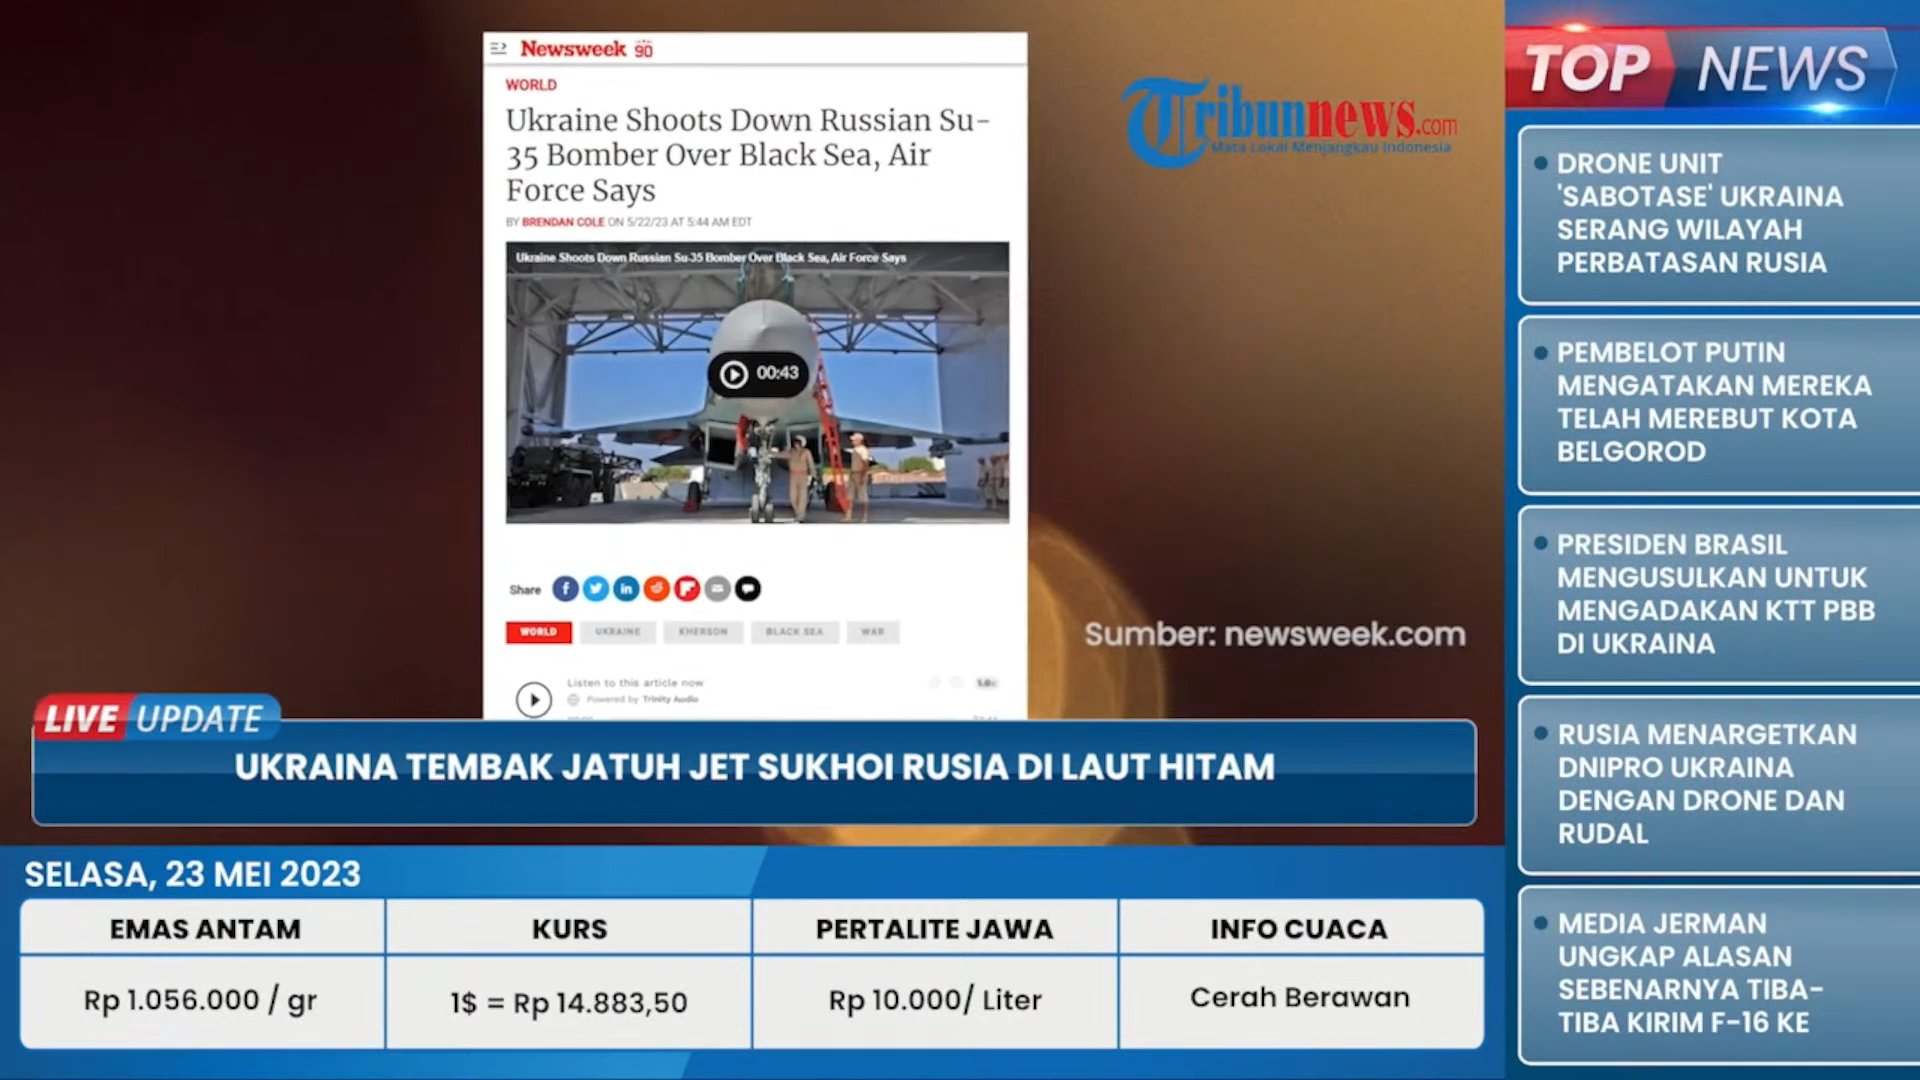 Newsweek 90
WORLD
Ukraine Shoots Down Russian Su-
35 Bomber Over Black Sea, Air
Force Says
BY BRENDAN COLE ON 5/22/23 AT 5:44 AM EDT
Ukraine Shoots Down Russian Su-35 Bomber Over Black Sea, Air Force Says
00:43
Share
WORLD
UKRAINE
KHERSON
BLACK SEA
WAR
Listen to this article now
Powered by Trinity Audio
1.0x
Tribunnews.com
Mata Lokal Menjangkau Indonesia
Sumber: newsweek.com
LIVE UPDATE
UKRAINA TEMBAK JATUH JET SUKHOI RUSIA DI LAUT HITAM
SELASA, 23 MEI 2023
EMAS ANTAM
KURS
PERTALITE JAWA
INFO CUACA
Rp 1.056.000 / gr
1$ = Rp 14.883,50
Rp 10.000/ Liter
Cerah Berawan
TOP NEWS
DRONE UNIT
'SABOTASE' UKRAINA
SERANG WILAYAH
PERBATASAN RUSIA
PEMBELOT PUTIN
MENGATAKAN MEREKA
TELAH MEREBUT KOTA
BELGOROD
PRESIDEN BRASIL
MENGUSULKAN UNTUK
MENGADAKAN KTT PBB
DI UKRAINA
RUSIA MENARGETKAN
DNIPRO UKRAINA
DENGAN DRONE DAN
RUDAL
MEDIA JERMAN
UNGKAP ALASAN
SEBENARNYA TIBA-
TIBA KIRIM F-16 KE